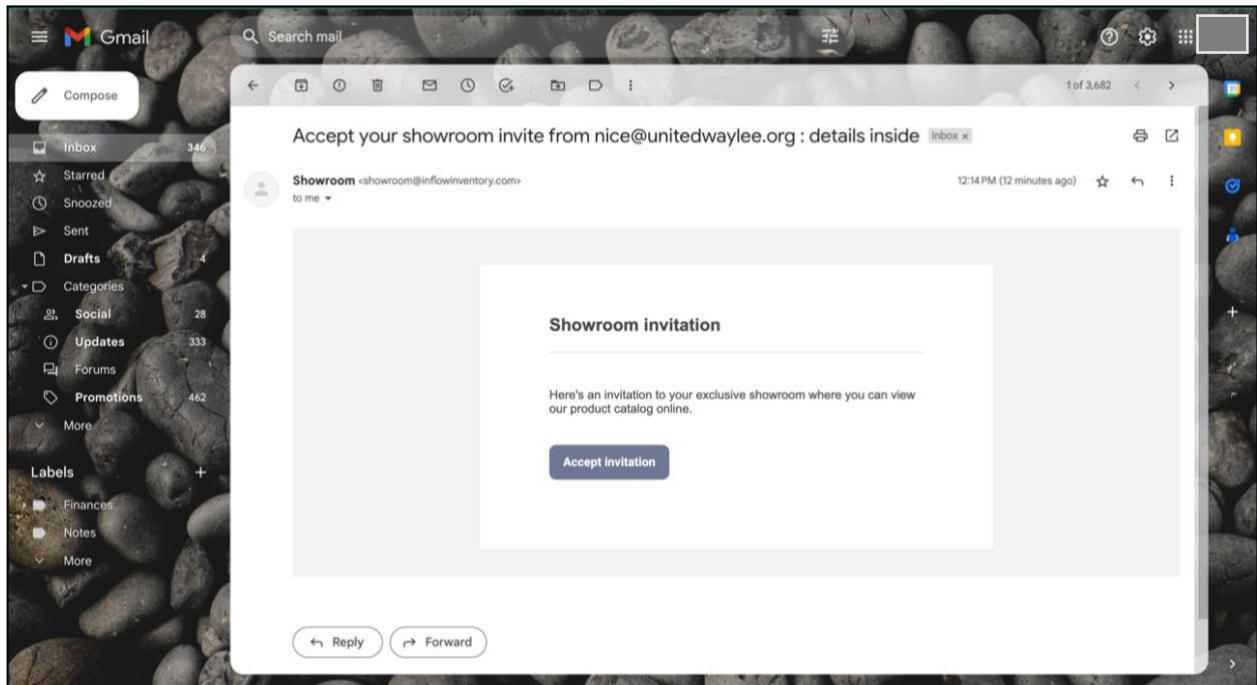 Gmail
Search mail
Compose
1 of 3,682
Accept your showroom invite from nice@unitedwaylee.org : details inside Inbox x
Inbox 346
Starred
Showroom <showroom@inflowinventory.com> 12:14 PM (12 minutes ago)
to me
Snoozed
Sent
Drafts 4
Categories
Social 28
Updates 333
Forums
Promotions 462
More
Labels
Finances
Notes
More
Showroom invitation
Here's an invitation to your exclusive showroom where you can view
our product catalog online.
Accept invitation
Reply Forward
31